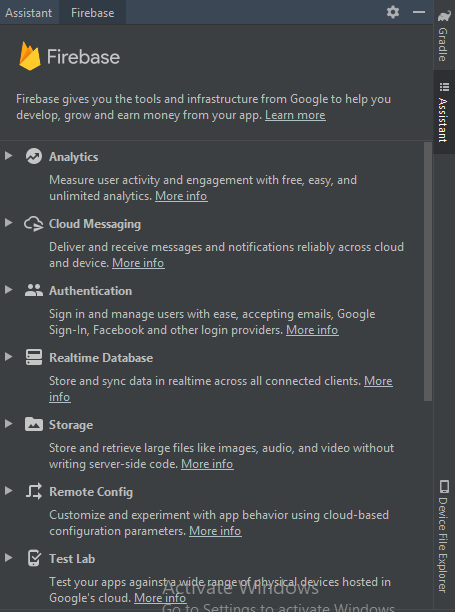 Assistant Firebase
Firebase
Firebase gives you the tools and infrastructure from Google to help you
develop, grow and earn money from your app. Learn more
Analytics
Measure user activity and engagement with free, easy, and
unlimited analytics. More info
Cloud Messaging
Deliver and receive messages and notifications reliably across cloud
and device. More info
Authentication
Sign in and manage users with ease, accepting emails, Google
Sign-In, Facebook and other login providers. More info
Realtime Database
Store and sync data in realtime across all connected clients. More
info
Storage
Store and retrieve large files like images, audio, and video without
writing server-side code. More info
Remote Config
Customize and experiment with app behavior using cloud-based
configuration parameters. More info
Test Lab
Test your apps against a wide range of physical devices hosted in
Google's cloud. More info
Activate Windows
Go to Settings to activate Windows
Gradle
Assistant
Device File Explorer